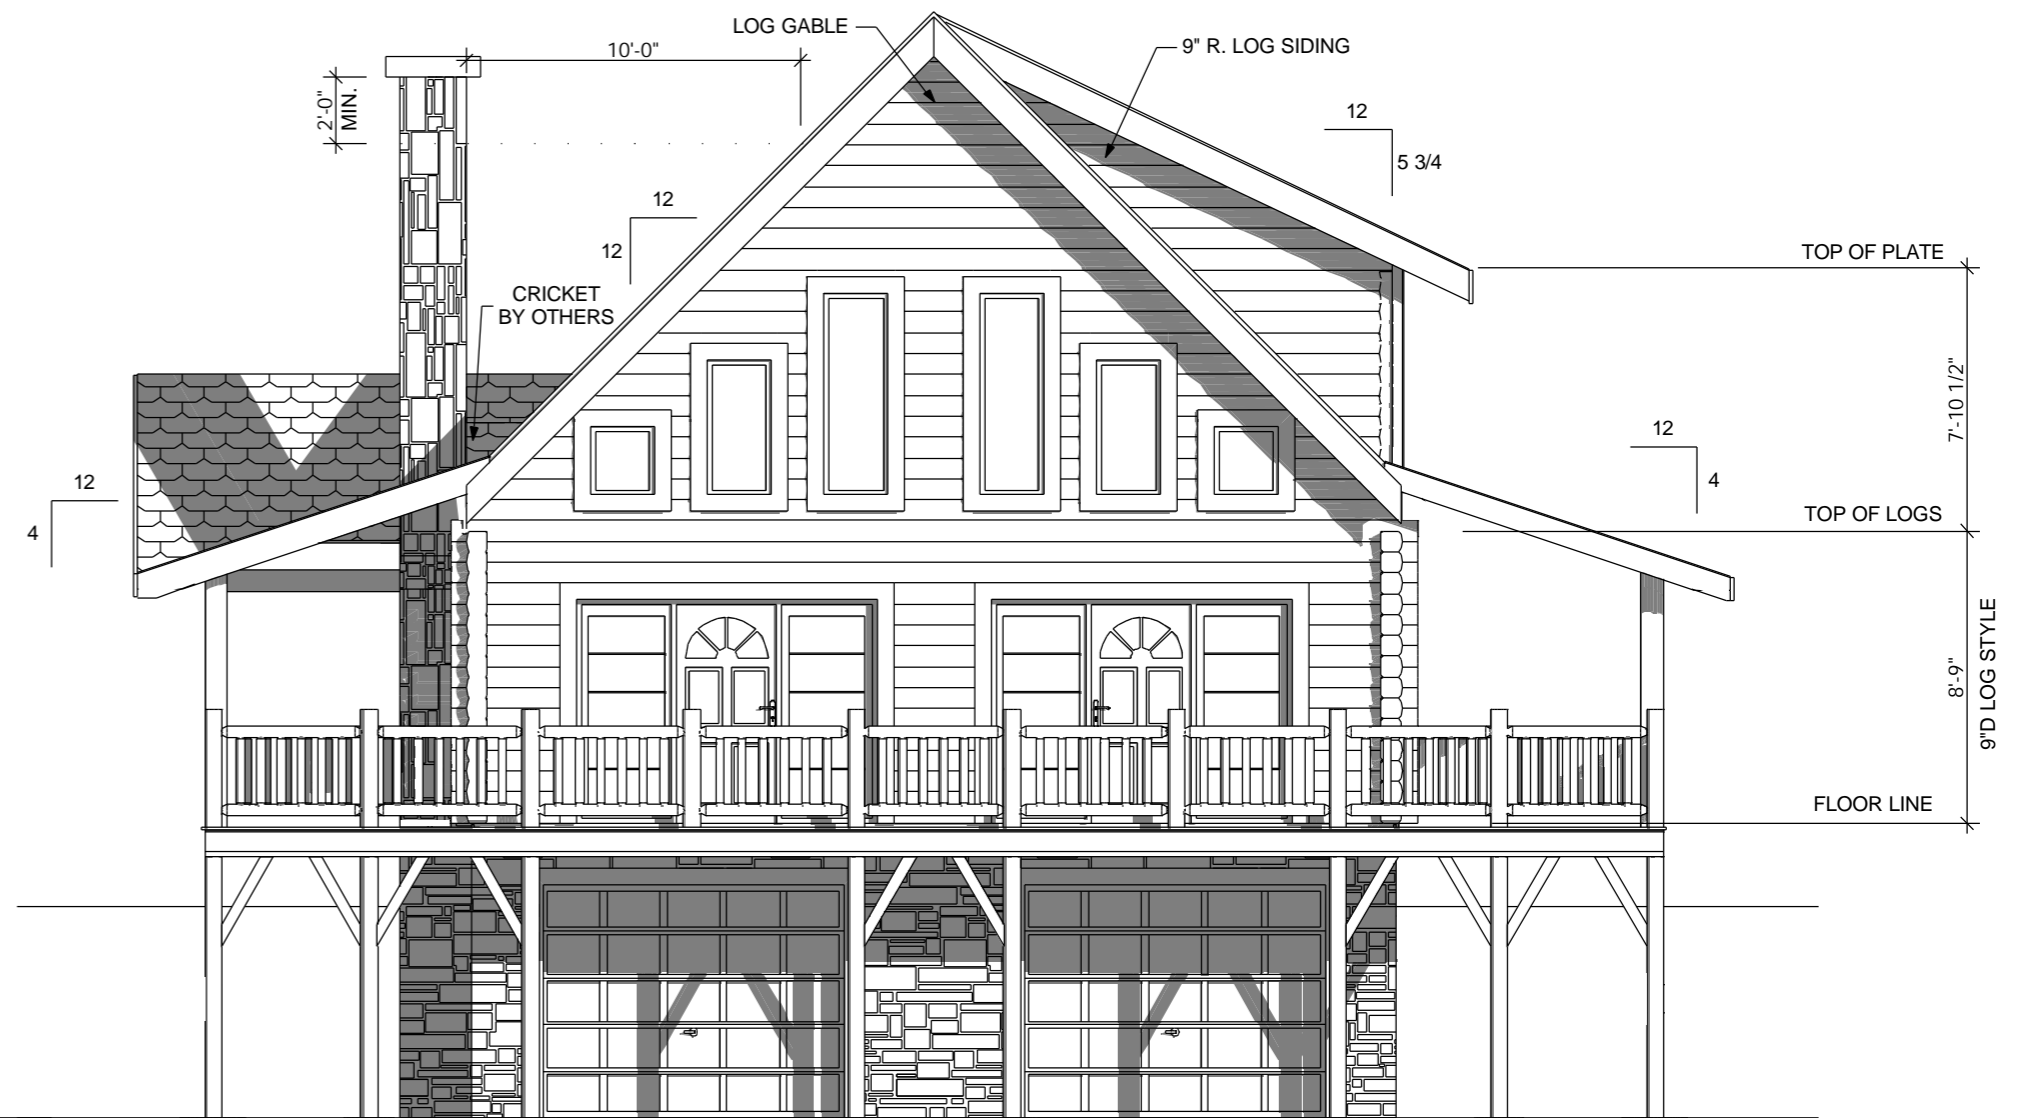 LOG GABLE
9" R. LOG SIDING
10'-0"
2'-0"
MIN.
12
5 3/4
12
12
CRICKET
BY OTHERS
TOP OF PLATE
7'-10 1/2"
12
4
12
4
TOP OF LOGS
8'-9"
9"D LOG STYLE
FLOOR LINE